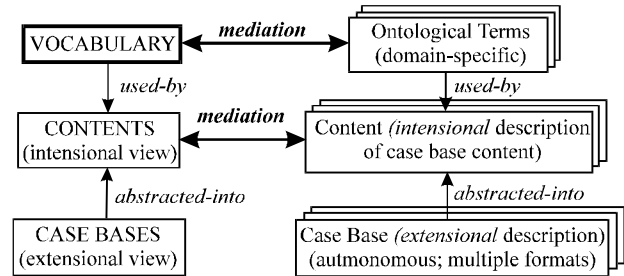 VOCABULARY
mediation
Ontological Terms
(domain-specific)
used-by
used-by
CONTENTS
(intensional view)
mediation
Content (intensional description
of case base content)
abstracted-into
abstracted-into
CASE BASES
(extensional view)
Case Base (extensional description)
(autmonomous; multiple formats)